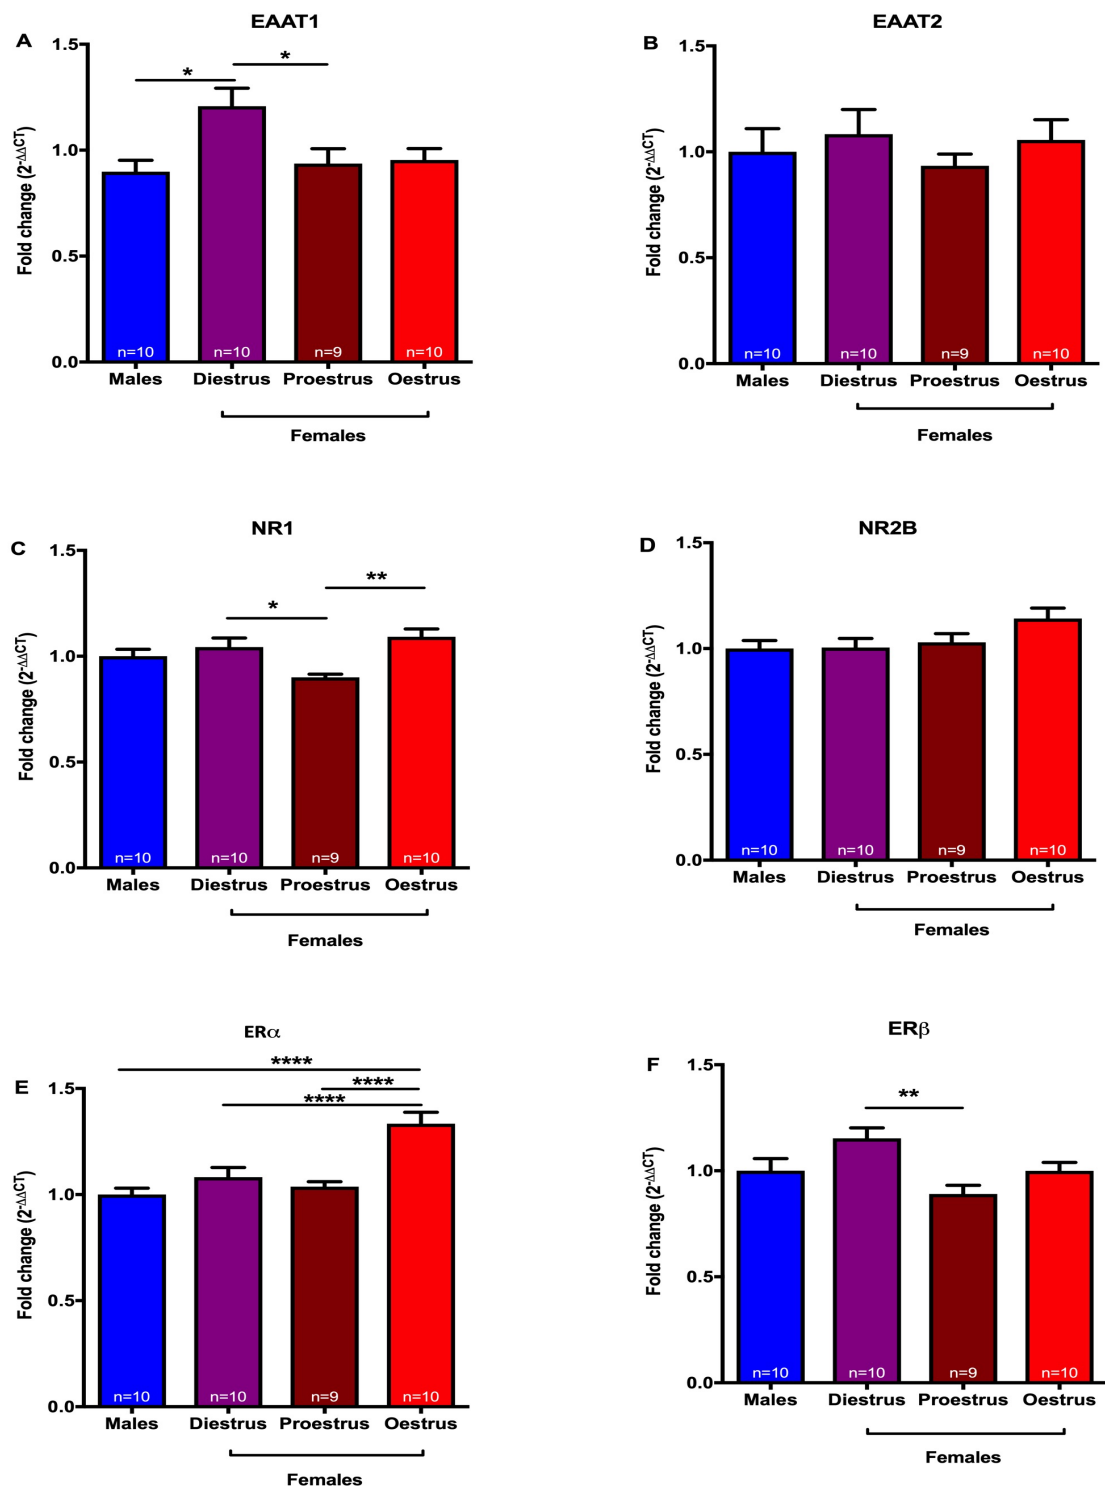 EAAT1
A
1.5
1.0
0.5
0.0
Fold change (2-ΔΔCT)
*
*
n=10
n=10
n=9
n=10
Males
Diestrus
Proestrus
Oestrus
Females
EAAT2
B
1.5
1.0
0.5
0.0
Fold change (2-ΔΔCT)
n=10
n=10
n=9
n=10
Males
Diestrus
Proestrus
Oestrus
Females
NR1
C
1.5
1.0
0.5
0.0
Fold change (2-ΔΔCT)
*
**
n=10
n=10
n=9
n=10
Males
Diestrus
Proestrus
Oestrus
Females
NR2B
D
1.5
1.0
0.5
0.0
Fold change (2-ΔΔCT)
n=10
n=10
n=9
n=10
Males
Diestrus
Proestrus
Oestrus
Females
ERα
E
1.5
1.0
0.5
0.0
Fold change (2-ΔΔCT)
****
****
****
n=10
n=10
n=9
n=10
Males
Diestrus
Proestrus
Oestrus
Females
ERβ
F
1.5
1.0
0.5
0.0
Fold change (2-ΔΔCT)
**
n=10
n=10
n=9
n=10
Males
Diestrus
Proestrus
Oestrus
Females